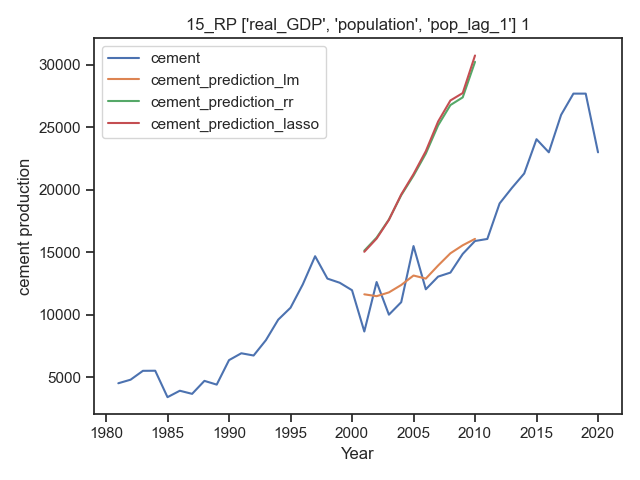 15_RP ['real_GDP', 'population', 'pop_lag_1'] 1
cement
cement_prediction_lm
cement_prediction_rr
cement_prediction_lasso
30000
25000
20000
15000
10000
5000
cement production
1980 1985 1990 1995 2000 2005 2010 2015 2020
Year